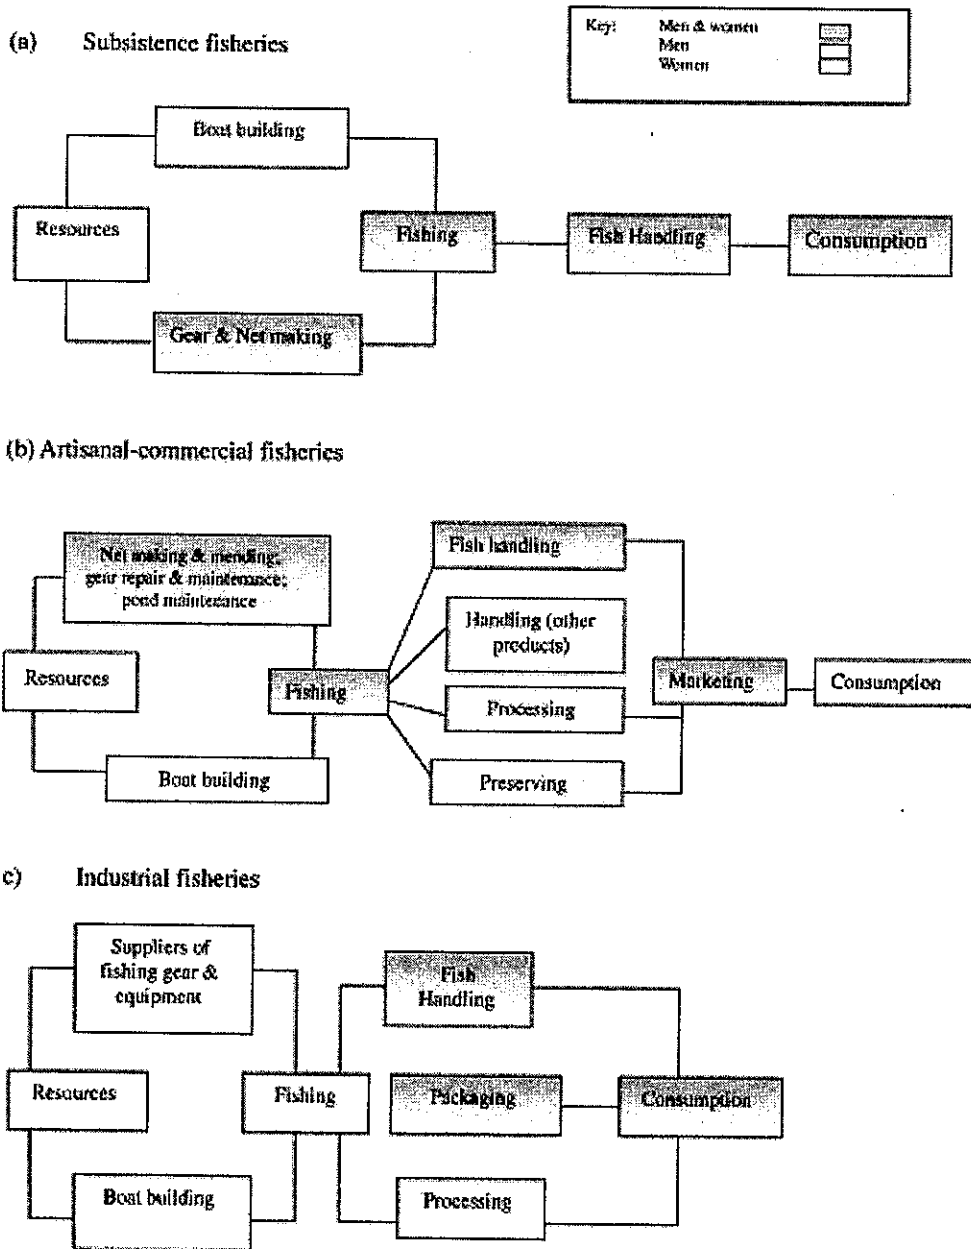 (a) Subsistence fisheries
Key: Men & women
Men
Women
Boat building
Resources
Fishing
Fish Handling
Consumption
Gear & Net making
(b) Artisanal-commercial fisheries
Net making & mending;
gear repair & maintenance;
pond maintenance
Fish handling
Handling (other
products)
Resources
Fishing
Marketing
Consumption
Processing
Boat building
Preserving
c) Industrial fisheries
Suppliers of
fishing gear &
equipment
Fish
Handling
Resources
Fishing
Packaging
Consumption
Boat building
Processing